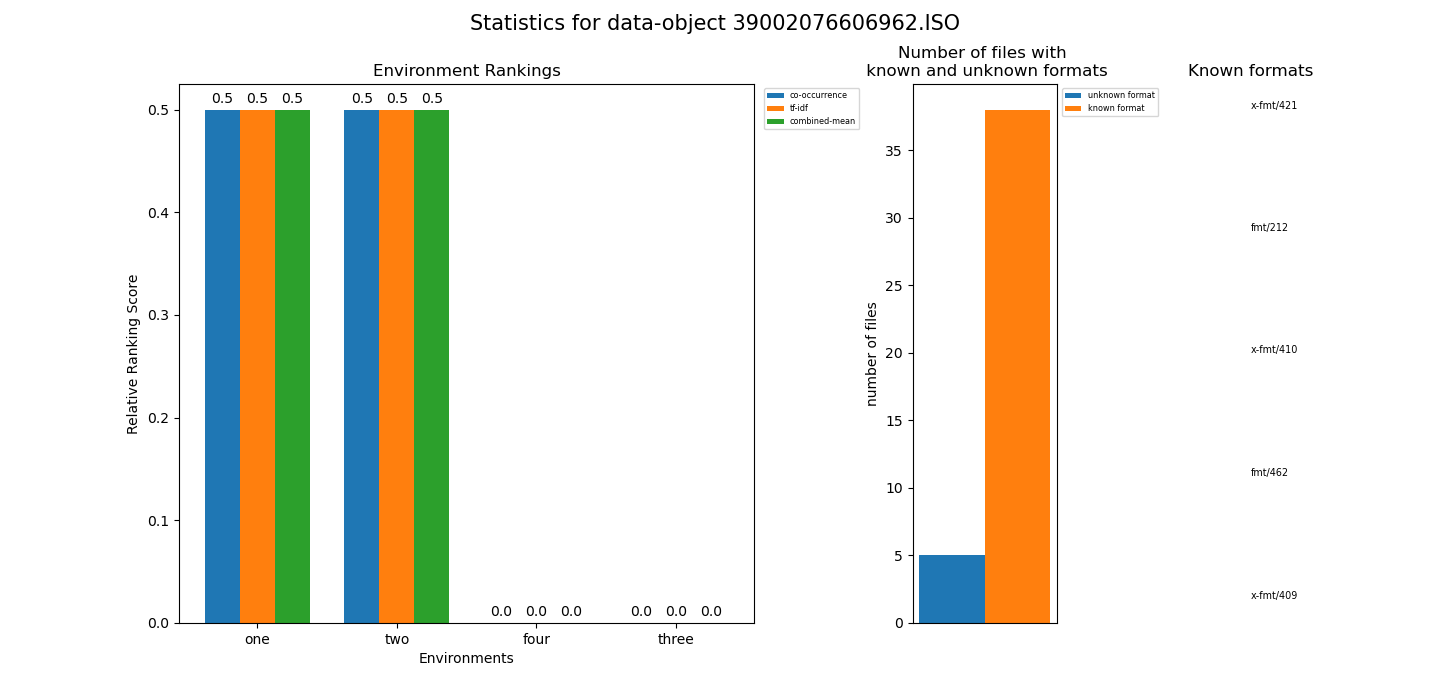 Statistics for data-object 39002076606962.ISO
Environment Rankings
0.5 0.5 0.5 0.5 0.5 0.5
0.0 0.0 0.0 0.0 0.0 0.0
0.5
0.4
0.3
0.2
0.1
0.0
Relative Ranking Score
one two four three
Environments
co-occurrence
tf-idf
combined-mean
Number of files with
known and unknown formats
35
30
25
20
15
10
5
0
number of files
unknown format
known format
Known formats
x-fmt/421
fmt/212
x-fmt/410
fmt/462
x-fmt/409